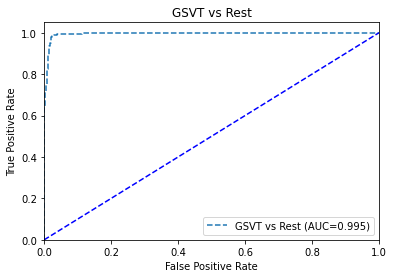 GSVT vs Rest
1.0
0.8
0.6
0.4
0.2
0.0
True Positive Rate
GSVT vs Rest (AUC=0.995)
0.0 0.2 0.4 0.6 0.8 1.0
False Positive Rate